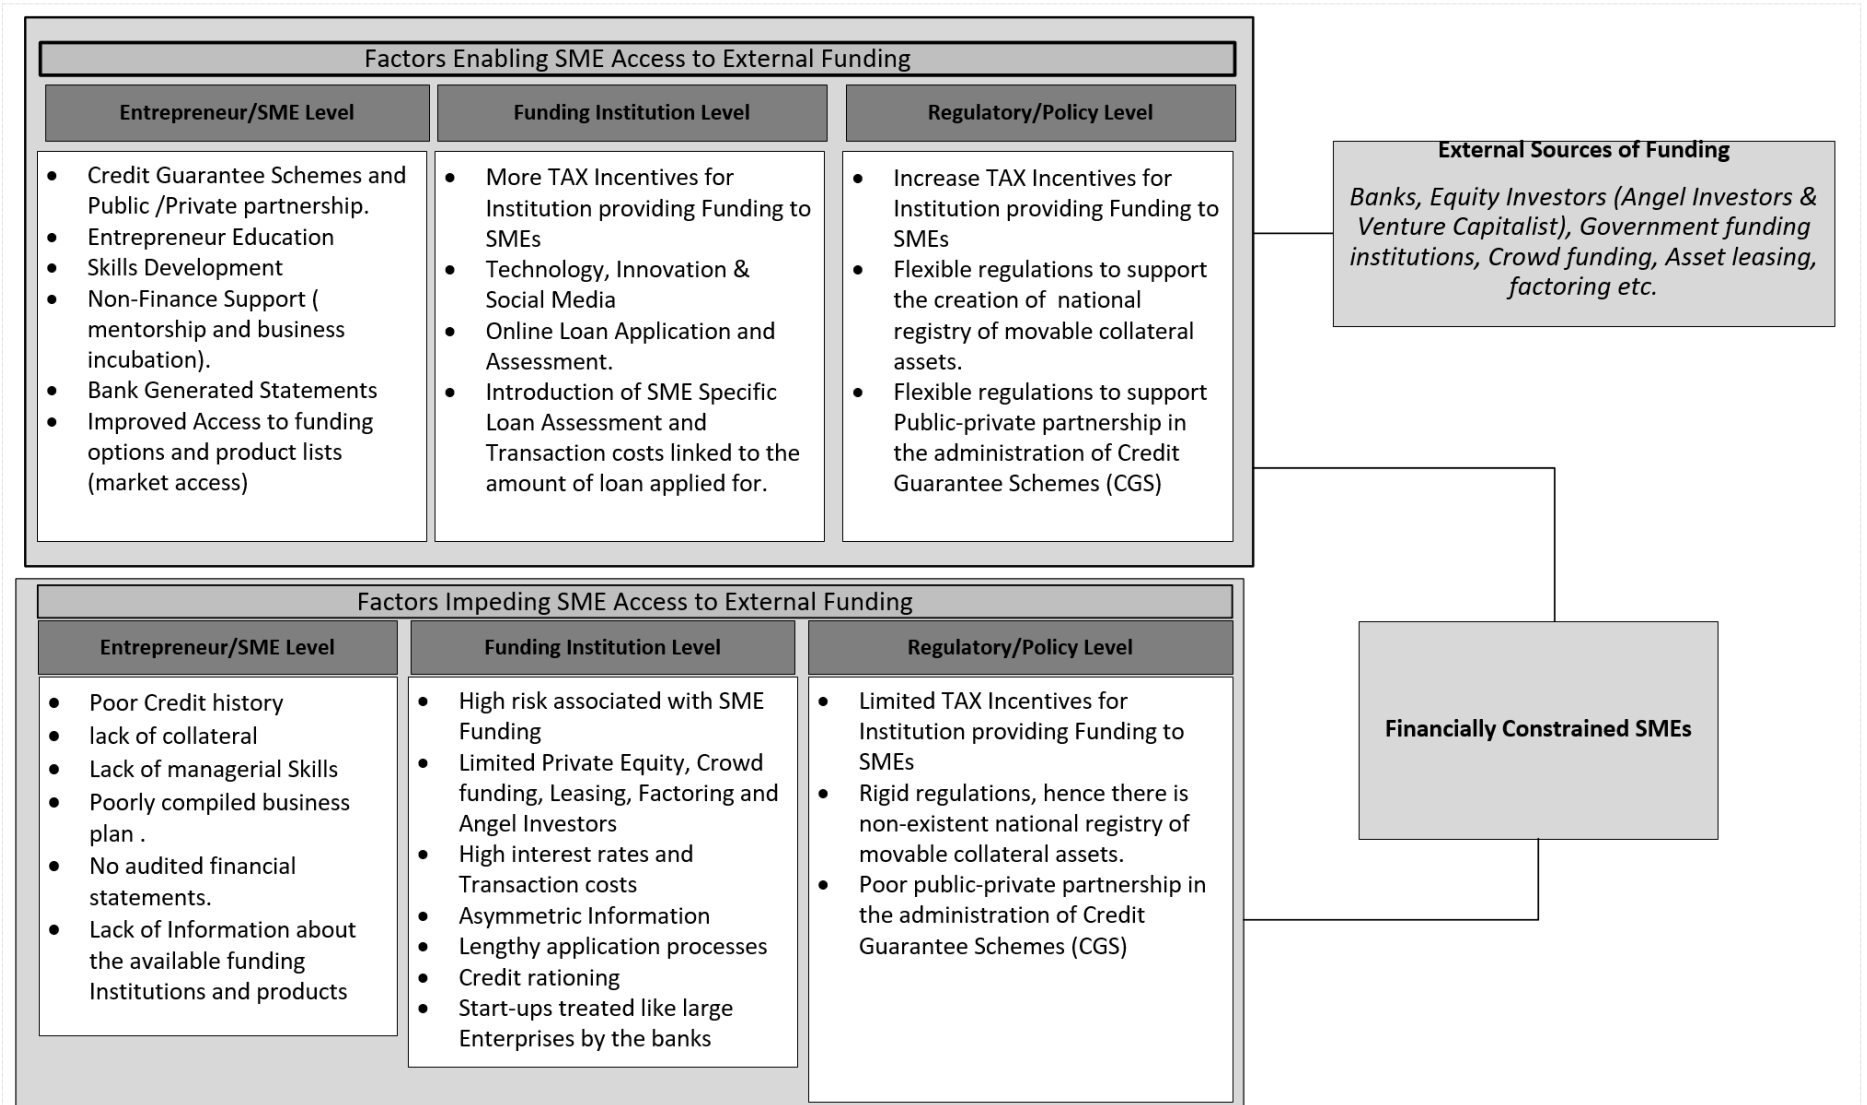 Factors Enabling SME Access to External Funding
Entrepreneur/SME Level
• Credit Guarantee Schemes and
Public /Private partnership.
• Entrepreneur Education
• Skills Development
• Non-Finance Support (
mentorship and business
incubation).
• Bank Generated Statements
• Improved Access to funding
options and product lists
(market access)
Funding Institution Level
• More TAX Incentives for
Institution providing Funding to
SMEs
• Technology, Innovation &
Social Media
• Online Loan Application and
Assessment.
• Introduction of SME Specific
Loan Assessment and
Transaction costs linked to the
amount of loan applied for.
Regulatory/Policy Level
• Increase TAX Incentives for
Institution providing Funding to
SMEs
• Flexible regulations to support
the creation of  national
registry of movable collateral
assets.
• Flexible regulations to support
Public-private partnership in
the administration of Credit
Guarantee Schemes (CGS)
External Sources of Funding
Banks, Equity Investors (Angel Investors &
Venture Capitalist), Government funding
institutions, Crowd funding, Asset leasing,
factoring etc.
Factors Impeding SME Access to External Funding
Entrepreneur/SME Level
• Poor Credit history
• lack of collateral
• Lack of managerial Skills
• Poorly compiled business
plan .
• No audited financial
statements.
• Lack of Information about
the available funding
Institutions and products
Funding Institution Level
• High risk associated with SME
Funding
• Limited Private Equity, Crowd
funding, Leasing, Factoring and
Angel Investors
• High interest rates and
Transaction costs
• Asymmetric Information
• Lengthy application processes
• Credit rationing
• Start-ups treated like large
Enterprises by the banks
Regulatory/Policy Level
• Limited TAX Incentives for
Institution providing Funding to
SMEs
• Rigid regulations, hence there is
non-existent national registry of
movable collateral assets.
• Poor public-private partnership in
the administration of Credit
Guarantee Schemes (CGS)
Financially Constrained SMEs